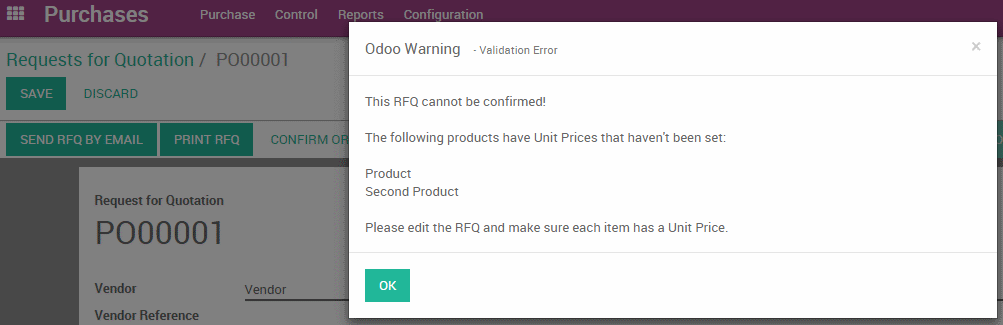 Purchases Purchase Control Reports Configuration
Requests for Quotation / PO00001
SAVE DISCARD
SEND RFQ BY EMAIL PRINT RFQ CONFIRM OR
Request for Quotation
PO00001
Vendor Vendor
Vendor Reference
Odoo Warning - Validation Error ×
This RFQ cannot be confirmed!
The following products have Unit Prices that haven't been set:
Product
Second Product
Please edit the RFQ and make sure each item has a Unit Price.
OK